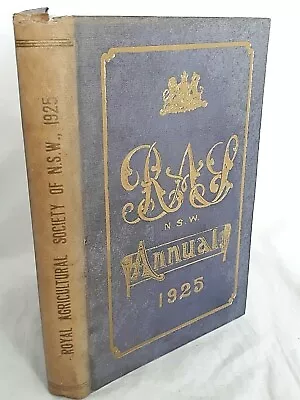 ROYAL AGRICULTURAL SOCIETY OF N.S.W., 1925
RAS
N.S.W.
Annual
1925